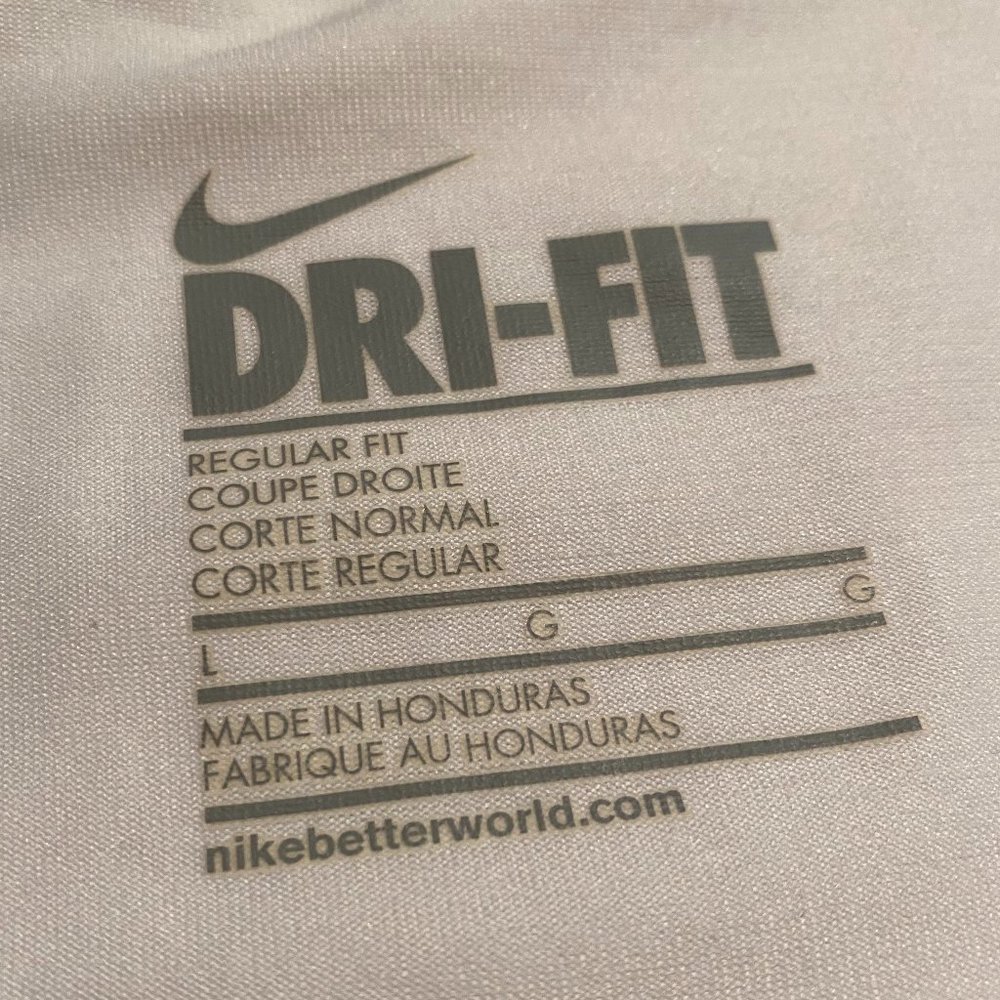 DRI-FIT
REGULAR FIT
COUPE DROITE
CORTE NORMAL
CORTE REGULAR
L G G
MADE IN HONDURAS
FABRIQUE AU HONDURAS
nikebetterworld.com